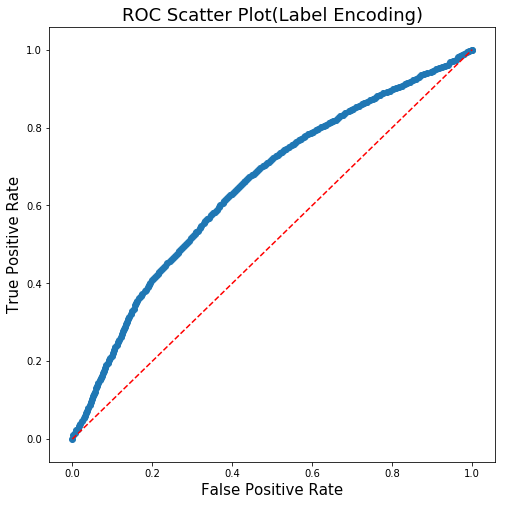 ROC Scatter Plot(Label Encoding)
1.0
0.8
0.6
0.4
0.2
0.0
True Positive Rate
0.0 0.2 0.4 0.6 0.8 1.0
False Positive Rate